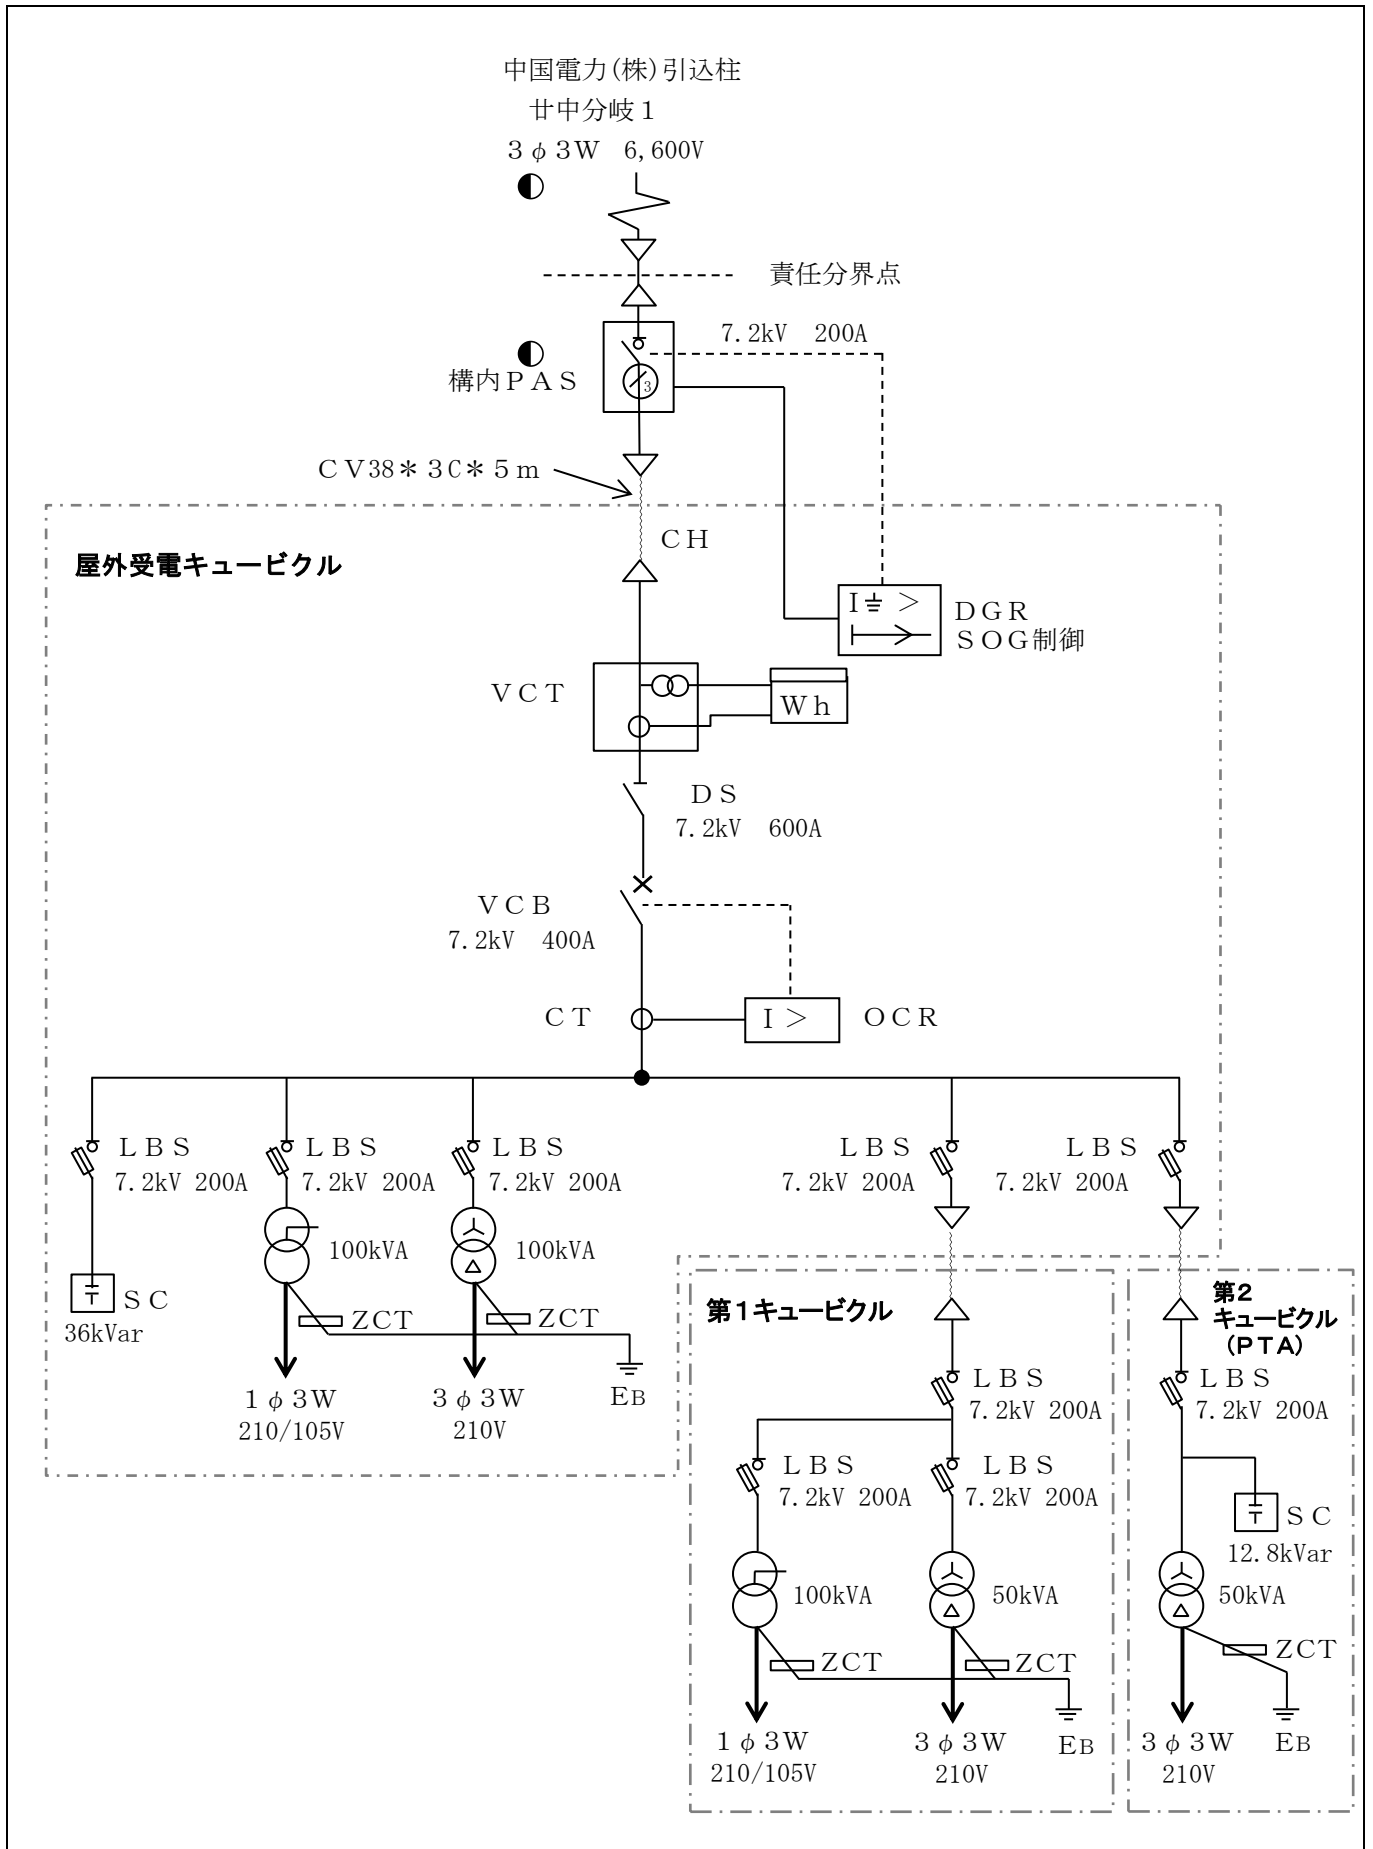 中国電力(株)引込柱
廿中分岐1
3φ3W 6,600V
責任分界点
7.2kV 200A
構内PAS
3
CV38*3C*5m
CH
屋外受電キュービクル
I >
DGR
SOG制御
VCT
Wh
DS
7.2kV 600A
VCB
7.2kV 400A
CT
I >
OCR
LBS
7.2kV 200A
LBS
7.2kV 200A
LBS
7.2kV 200A
LBS
7.2kV 200A
LBS
7.2kV 200A
100kVA
100kVA
SC
36kVar
ZCT
ZCT
1φ3W
210/105V
3φ3W
210V
EB
第1キュービクル
第2
キュービクル
(PTA)
LBS
7.2kV 200A
LBS
7.2kV 200A
LBS
7.2kV 200A
LBS
7.2kV 200A
SC
12.8kVar
100kVA
50kVA
50kVA
ZCT
ZCT
ZCT
1φ3W
210/105V
3φ3W
210V
EB
3φ3W
210V
EB